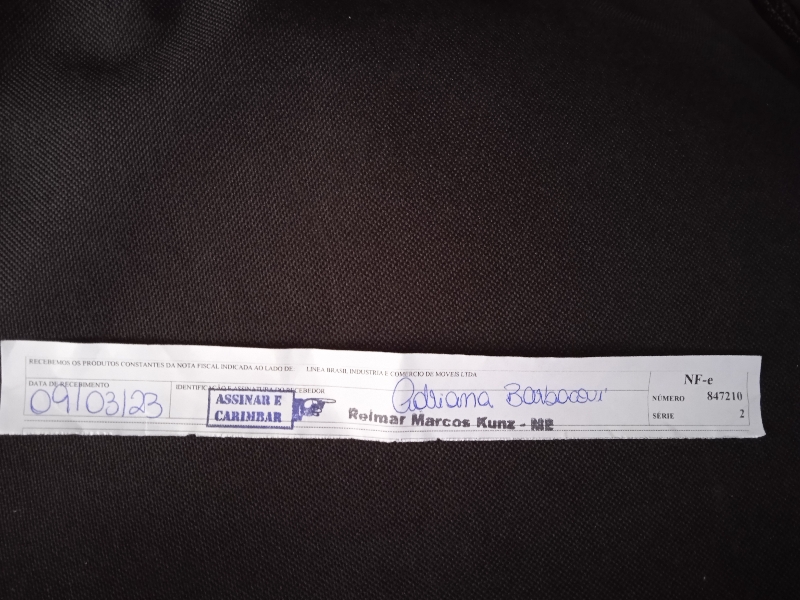 RECEBEMOS OS PRODUTOS CONSTANTES DA NOTA FISCAL INDICADA AO LADO DE LINEA BRASIL INDUSTRIA E COMERCIO DE MOVEIS LTDA
NF-e
DATA DE RECEBIMENTO IDENTIFICAÇÃO E ASSINATURA DO RECEBEDOR
09/03/23
ASSINAR E
CARIMBAR
Adriana
Reimar Marcos Kunz - ME
NÚMERO 847210
SÉRIE 2